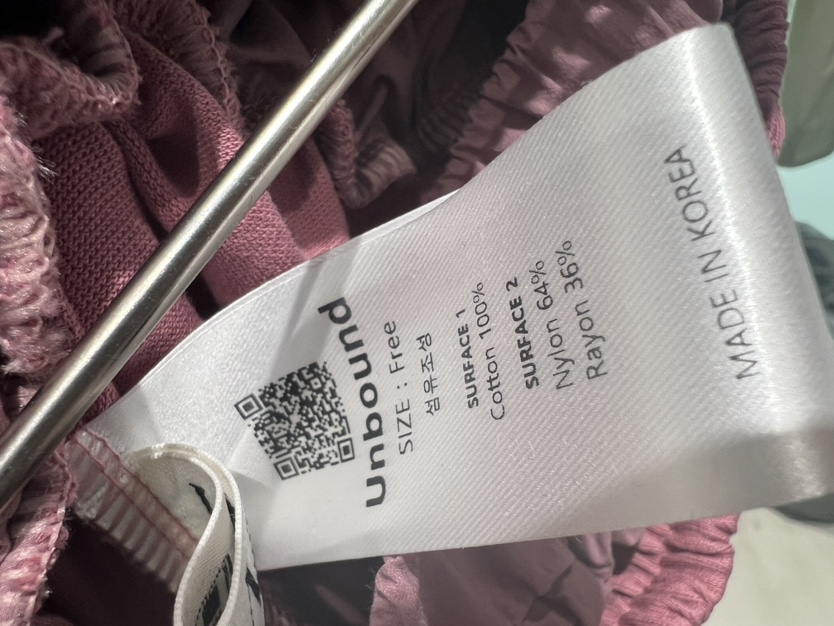 Unbound
SIZE : Free
섬유조성
SURFACE 1
Cotton 100%
SURFACE 2
Nylon 64%
Rayon 36%
MADE IN KOREA